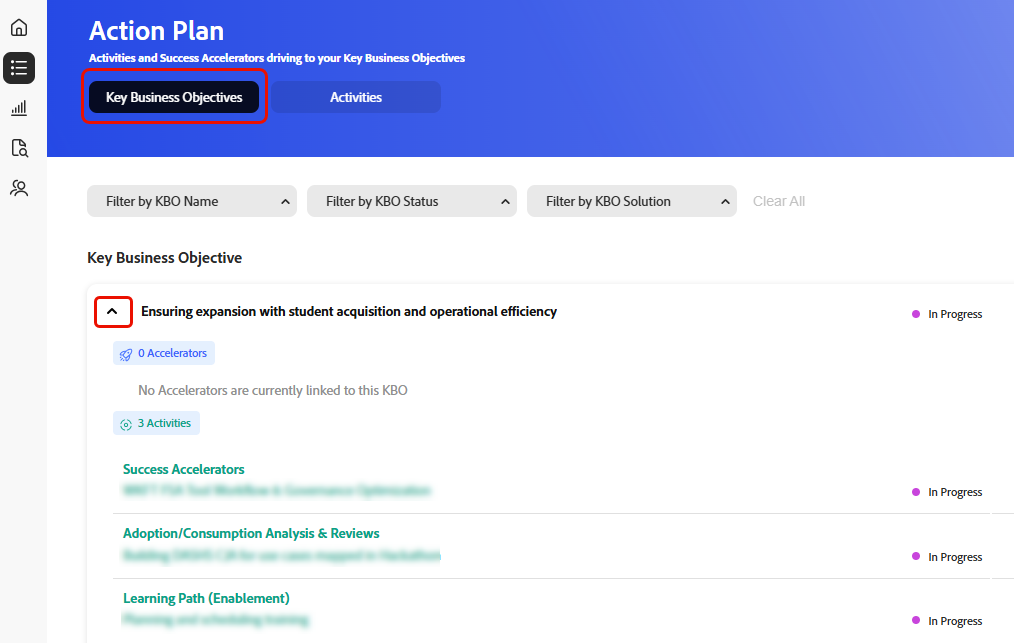 Action Plan
Activities and Success Accelerators driving to your Key Business Objectives
Key Business Objectives
Activities
Filter by KBO Name
Filter by KBO Status
Filter by KBO Solution
Clear All
Key Business Objective
Ensuring expansion with student acquisition and operational efficiency
In Progress
0 Accelerators
No Accelerators are currently linked to this KBO
3 Activities
Success Accelerators
In Progress
Adoption/Consumption Analysis & Reviews
In Progress
Learning Path (Enablement)
In Progress